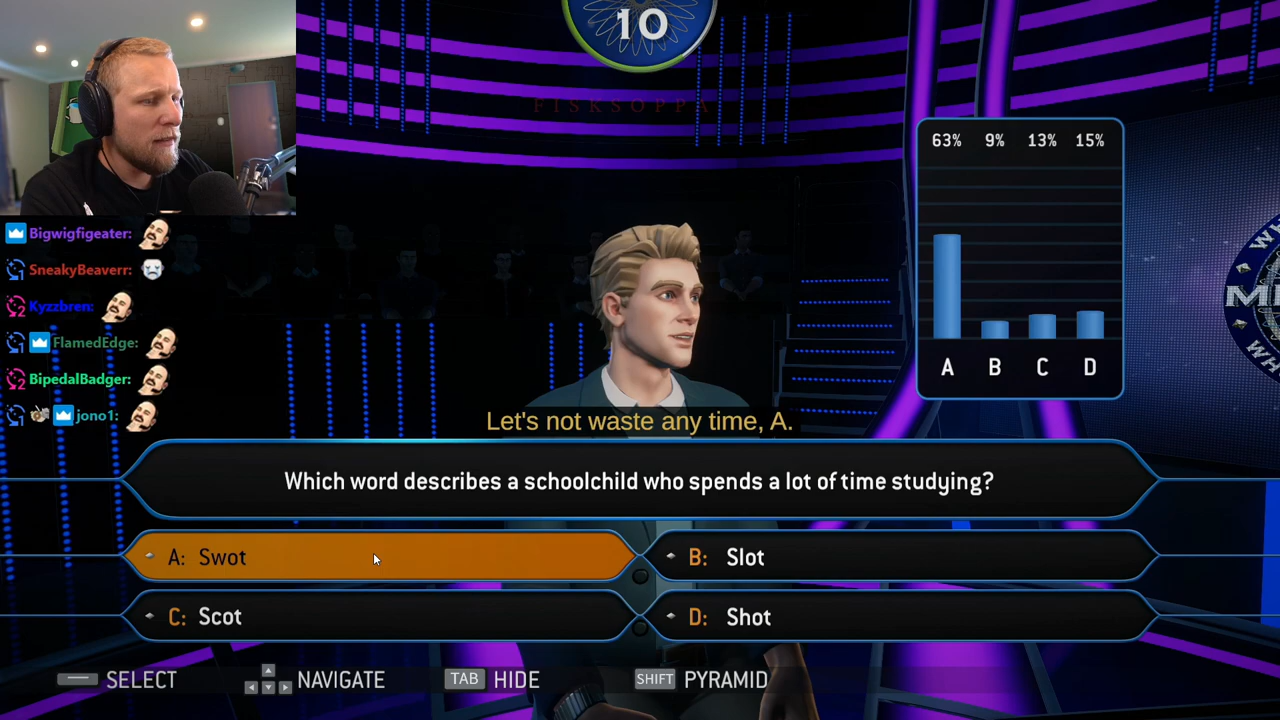 10
FISKSOPPA
63% 9% 13% 15%
A B C D
Bigwigfigeater:
SneakyBeaverr:
Kyzzbren:
FlamedEdge:
BipedalBadger:
jono1:
Let's not waste any time, A.
Which word describes a schoolchild who spends a lot of time studying?
A: Swot
B: Slot
C: Scot
D: Shot
SELECT
NAVIGATE
TAB HIDE
SHIFT PYRAMID